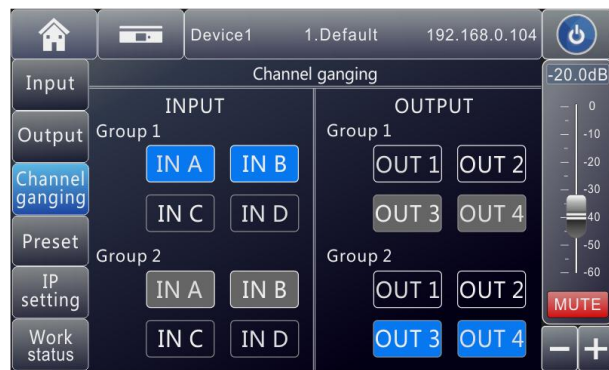 Device1 1.Default 192.168.0.104
Channel ganging
-20.0dB
Input
Output
Channel
ganging
Preset
IP
setting
Work
status
INPUT
Group 1
IN A IN B
IN C IN D
Group 2
IN A IN B
IN C IN D
OUTPUT
Group 1
OUT 1 OUT 2
OUT 3 OUT 4
Group 2
OUT 1 OUT 2
OUT 3 OUT 4
0
-10
-20
-30
-40
-50
-60
MUTE
- +